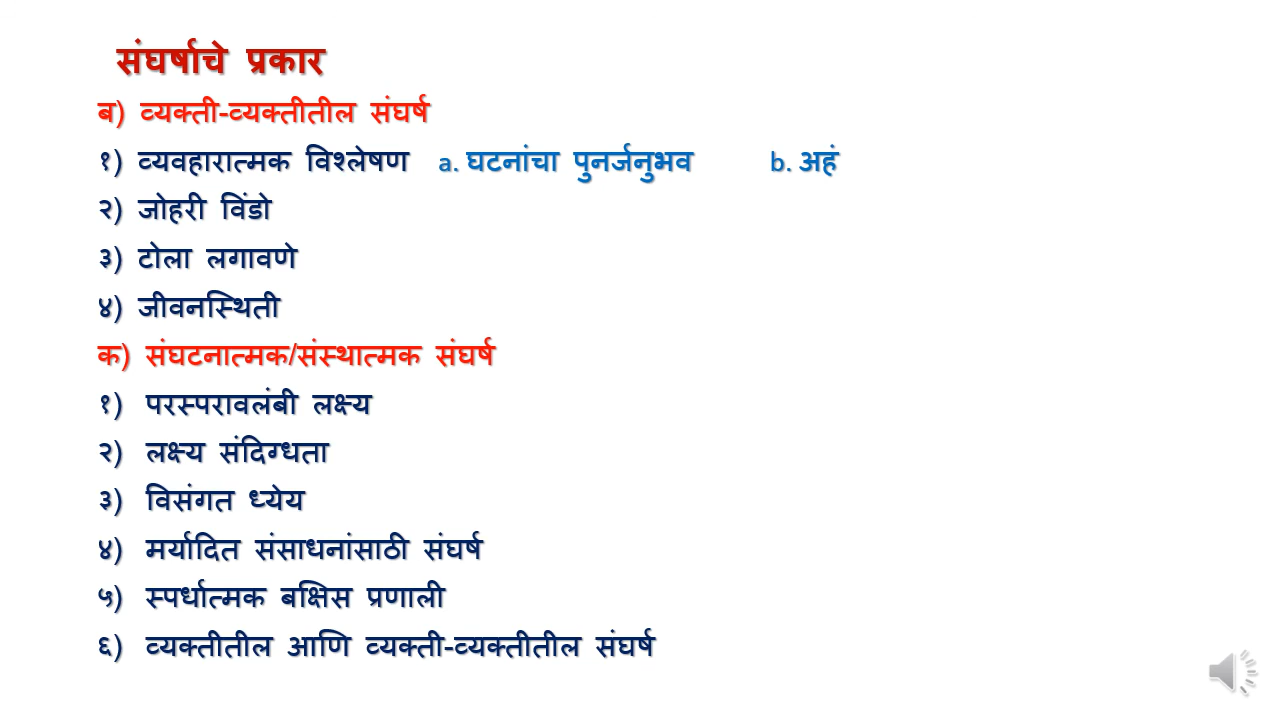 संघर्षाचे प्रकार
ब) व्यक्ती-व्यक्तीतील संघर्ष
१) व्यवहारात्मक विश्लेषण a. घटनांचा पुनर्जनुभव b. अहं
२) जोहरी विंडो
३) टोला लगावणे
४) जीवनस्थिती
क) संघटनात्मक/संस्थात्मक संघर्ष
१) परस्परावलंबी लक्ष्य
२) लक्ष्य संदिग्धता
३) विसंगत ध्येय
४) मर्यादित संसाधनांसाठी संघर्ष
५) स्पर्धात्मक बक्षिस प्रणाली
६) व्यक्तीतील आणि व्यक्ती-व्यक्तीतील संघर्ष